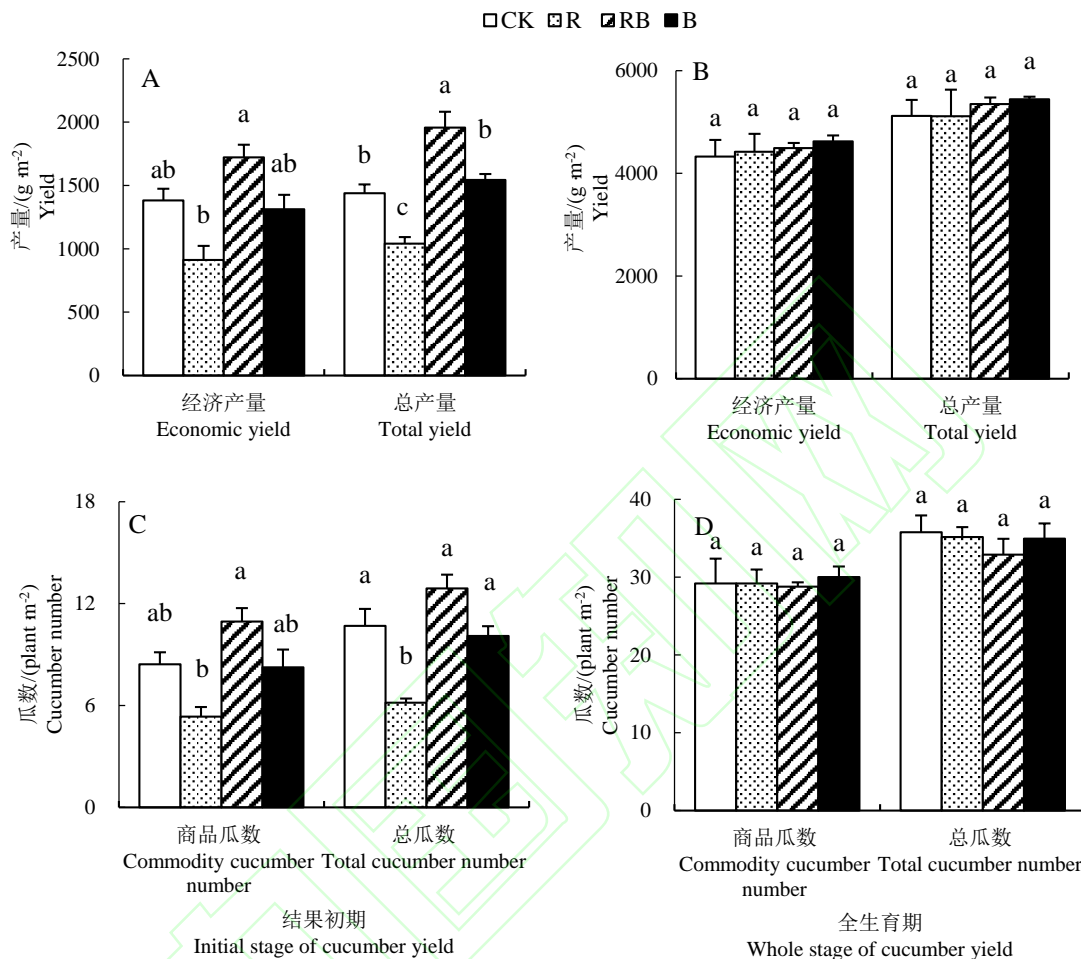 CK R RB B
A
2500
2000
1500
1000
500
0
产量/(g·m-2)
Yield
ab
b
a
ab
b
c
a
b
经济产量
Economic yield
总产量
Total yield
B
6000
4000
2000
0
产量/(g·m-2)
Yield
a
a
a
a
a
a
a
a
经济产量
Economic yield
总产量
Total yield
C
18
12
6
0
瓜数/(plant·m-2)
Cucumber number
ab
b
a
ab
a
b
a
a
商品瓜数
Commodity cucumber
number
总瓜数
Total cucumber number
结果初期
Initial stage of cucumber yield
D
40
30
20
10
0
瓜数/(plant·m-2)
Cucumber number
a
a
a
a
a
a
a
a
商品瓜数
Commodity cucumber
number
总瓜数
Total cucumber number
全生育期
Whole stage of cucumber yield